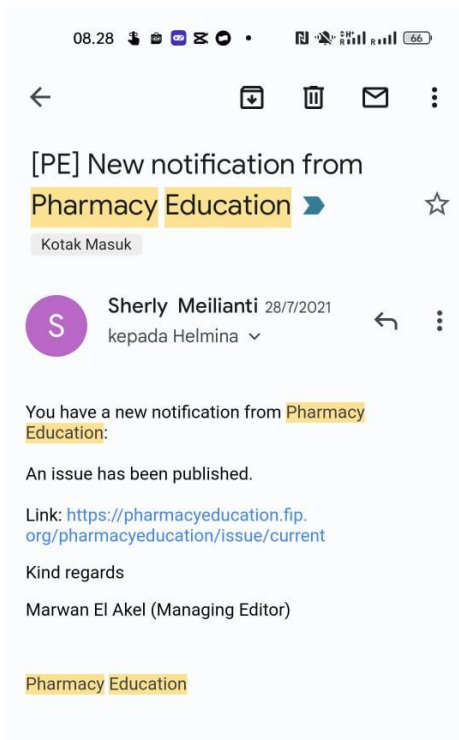 08.28
66
[PE] New notification from
Pharmacy Education
Kotak Masuk
S
Sherly Meilianti 28/7/2021
kepada Helmina
You have a new notification from Pharmacy
Education:
An issue has been published.
Link: https://pharmacyeducation.fip.
org/pharmacyeducation/issue/current
Kind regards
Marwan El Akel (Managing Editor)
Pharmacy Education